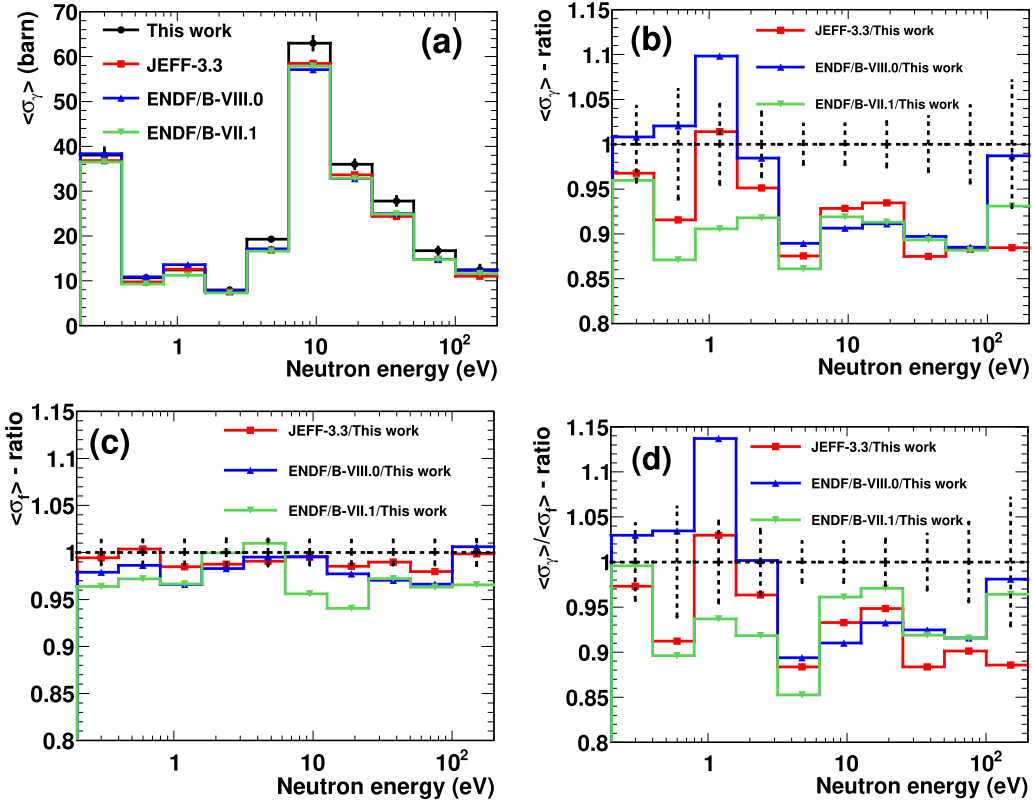 <σγ> (barn)
70
60
50
40
30
20
10
0
This work
JEFF-3.3
ENDF/B-VIII.0
ENDF/B-VII.1
(a)
1
10
10²
Neutron energy (eV)
<σγ> - ratio
1.15
1.1
1.05
1
0.95
0.9
0.85
0.8
(b)
JEFF-3.3/This work
ENDF/B-VIII.0/This work
ENDF/B-VII.1/This work
1
10
10²
Neutron energy (eV)
<σf> - ratio
1.15
1.1
1.05
1
0.95
0.9
0.85
0.8
(c)
JEFF-3.3/This work
ENDF/B-VIII.0/This work
ENDF/B-VII.1/This work
1
10
10²
Neutron energy (eV)
<σγ>/<σf> - ratio
1.15
1.1
1.05
1
0.95
0.9
0.85
0.8
(d)
JEFF-3.3/This work
ENDF/B-VIII.0/This work
ENDF/B-VII.1/This work
1
10
10²
Neutron energy (eV)